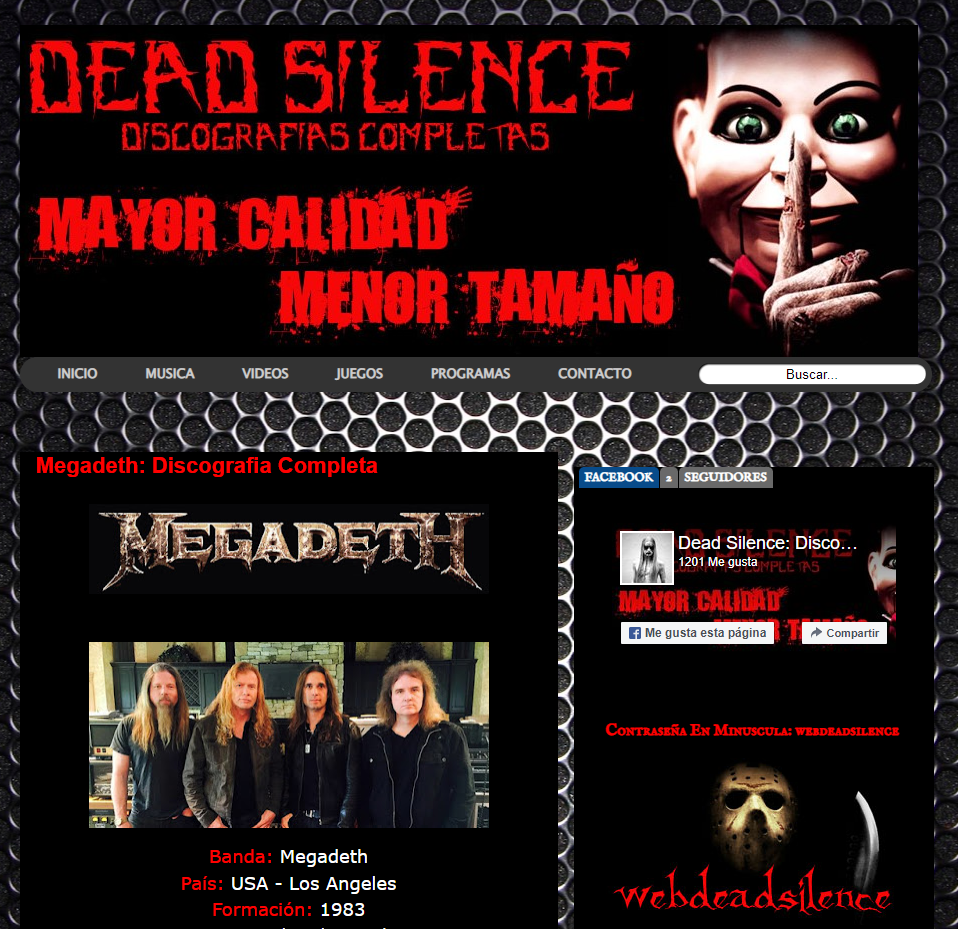 DEAD SILENCE
DISCOGRAFIAS COMPLETAS
MAYOR CALIDAD
MENOR TAMAÑO
INICIO MUSICA VIDEOS JUEGOS PROGRAMAS CONTACTO Buscar...
Megadeth: Discografia Completa
MEGADETH
Banda: Megadeth
País: USA - Los Angeles
Formación: 1983
FACEBOOK 2 SEGUIDORES
Dead Silence: Disco...
1201 Me gusta
MAYOR CALIDAD
Me gusta esta página Compartir
Contraseña En Minuscula: webdeadsilence
webdeadsilence